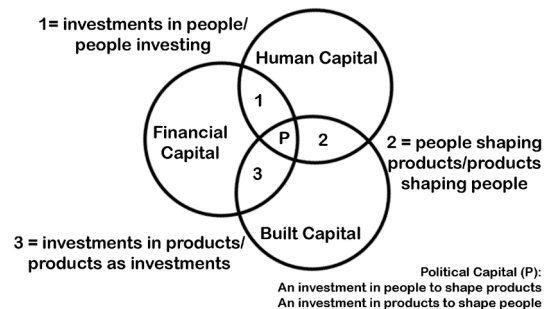 1= investments in people/
people investing
Human Capital
1
Financial
Capital
P
2
2 = people shaping
products/products
shaping people
3
Built Capital
3 = investments in products/
products as investments
Political Capital (P):
An investment in people to shape products
An investment in products to shape people